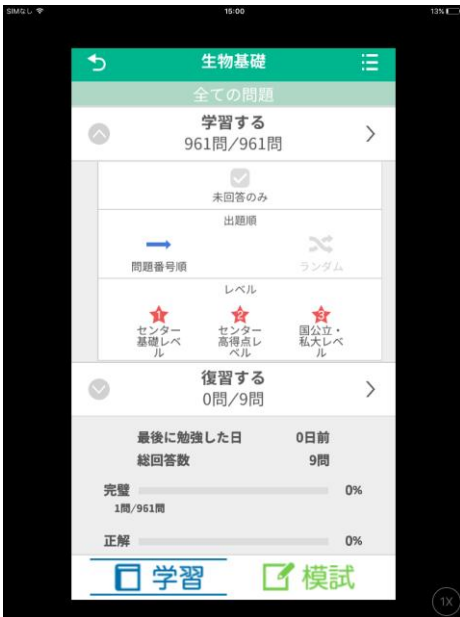 SIMなし 15:00 13%
生物基礎
全ての問題
学習する
961問/961問
未回答のみ
出題順
問題番号順 ランダム
レベル
1 2 3
センター基礎レベル センター高得点レベル 国公立・私大レベル
復習する
0問/9問
最後に勉強した日 0日前
総回答数 9問
完璧 0%
1問/961問
正解 0%
学習 模試
1X